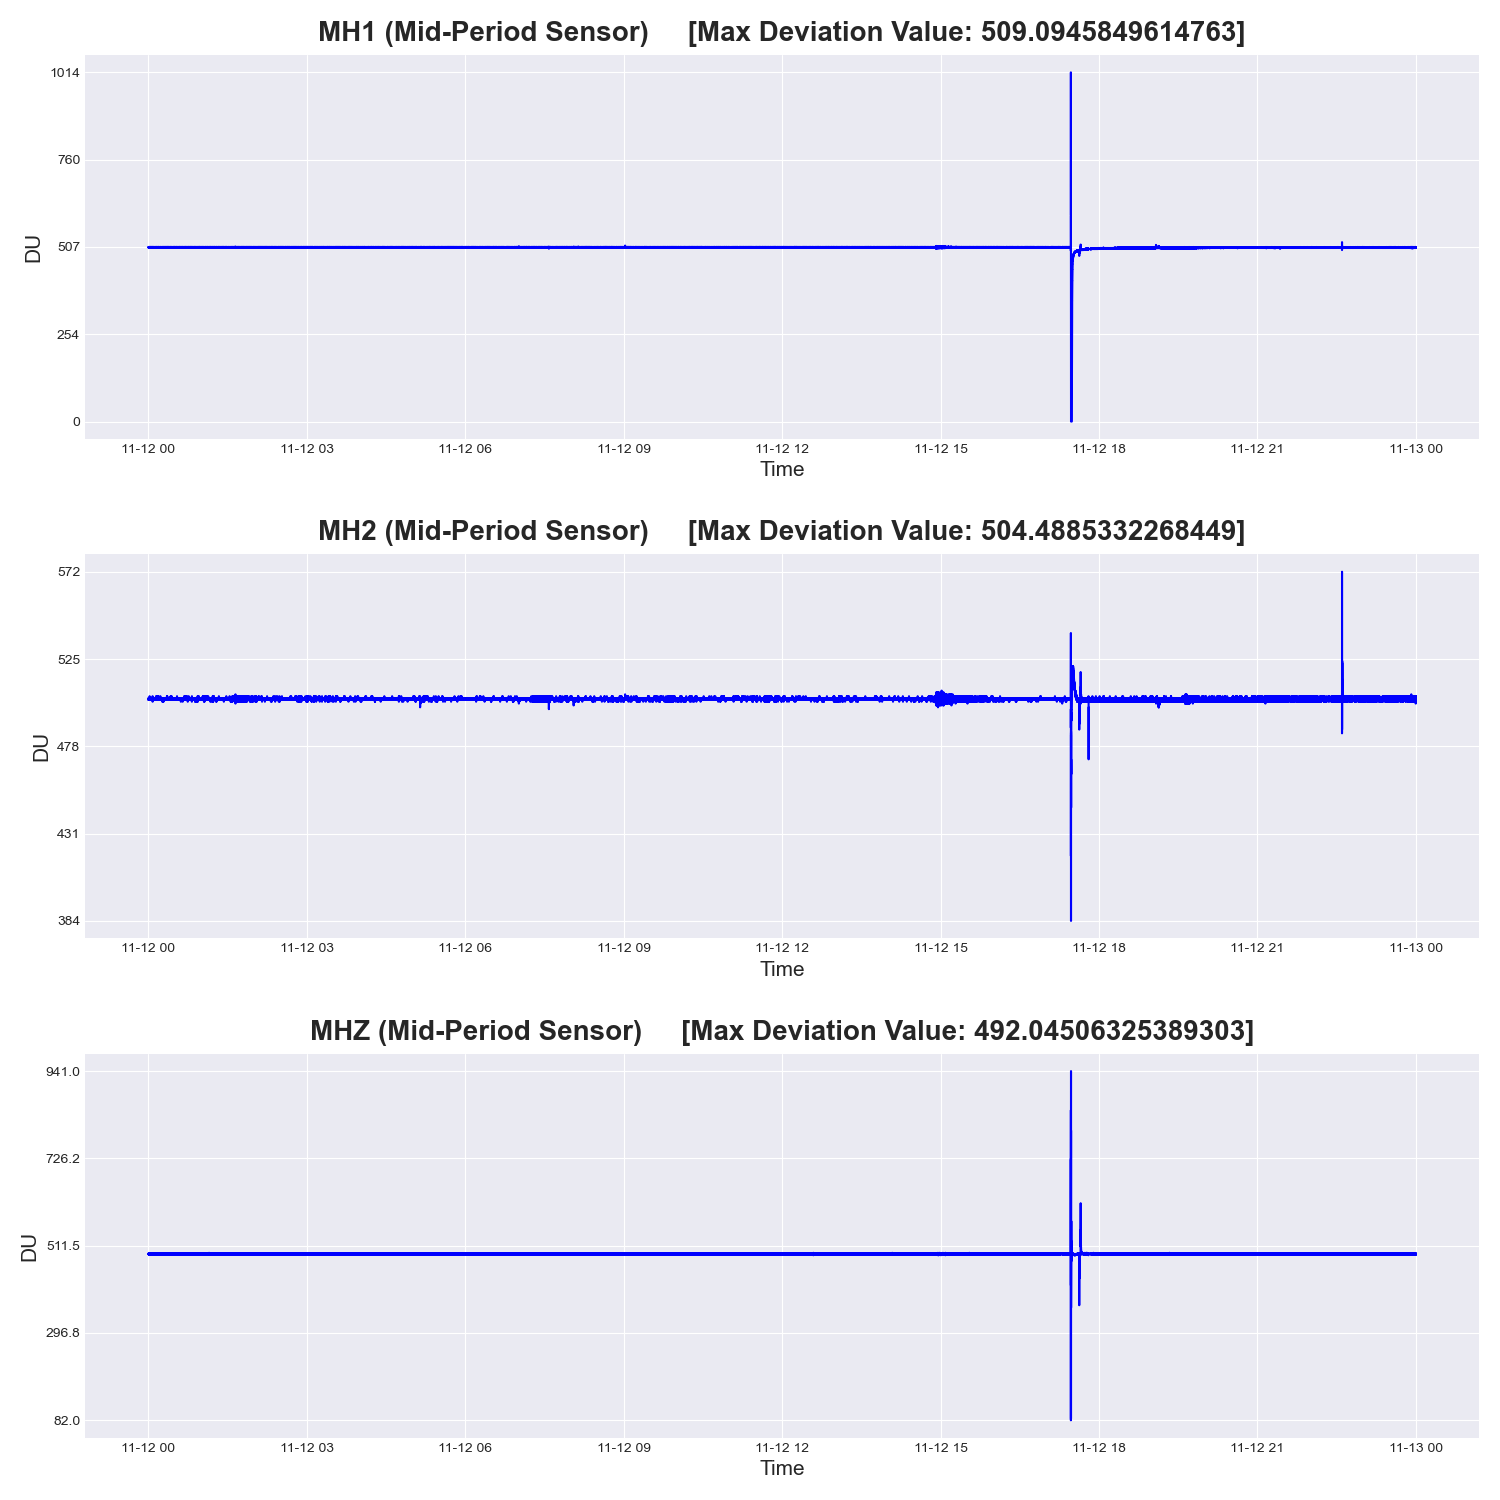 MH1 (Mid-Period Sensor) [Max Deviation Value: 509.0945849614763]
1014
760
507
254
0
DU
11-12 00 11-12 03 11-12 06 11-12 09 11-12 12 11-12 15 11-12 18 11-12 21 11-13 00
Time
MH2 (Mid-Period Sensor) [Max Deviation Value: 504.4885332268449]
572
525
478
431
384
DU
11-12 00 11-12 03 11-12 06 11-12 09 11-12 12 11-12 15 11-12 18 11-12 21 11-13 00
Time
MHZ (Mid-Period Sensor) [Max Deviation Value: 492.04506325389303]
941.0
726.2
511.5
296.8
82.0
DU
11-12 00 11-12 03 11-12 06 11-12 09 11-12 12 11-12 15 11-12 18 11-12 21 11-13 00
Time